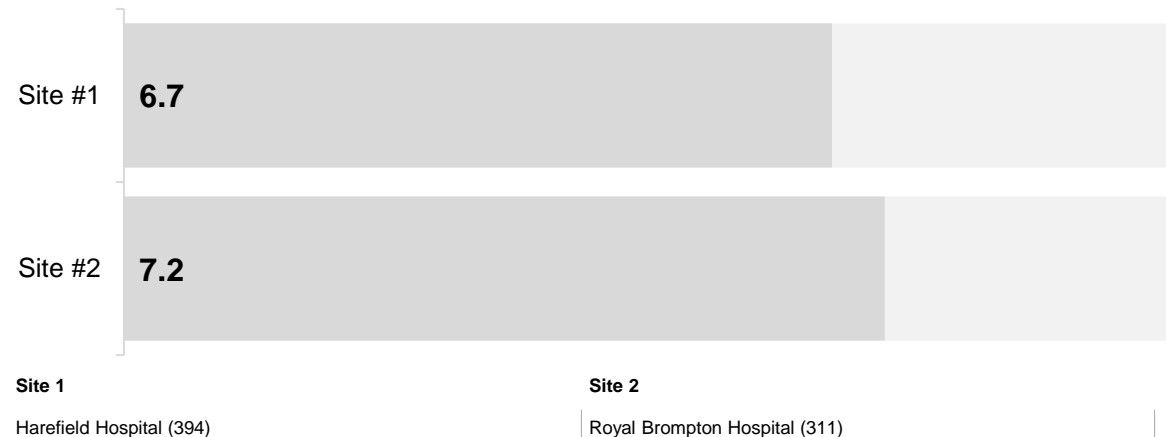 Site #1 6.7
Site #2 7.2
Site 1 Site 2
Harefield Hospital (394) Royal Brompton Hospital (311)